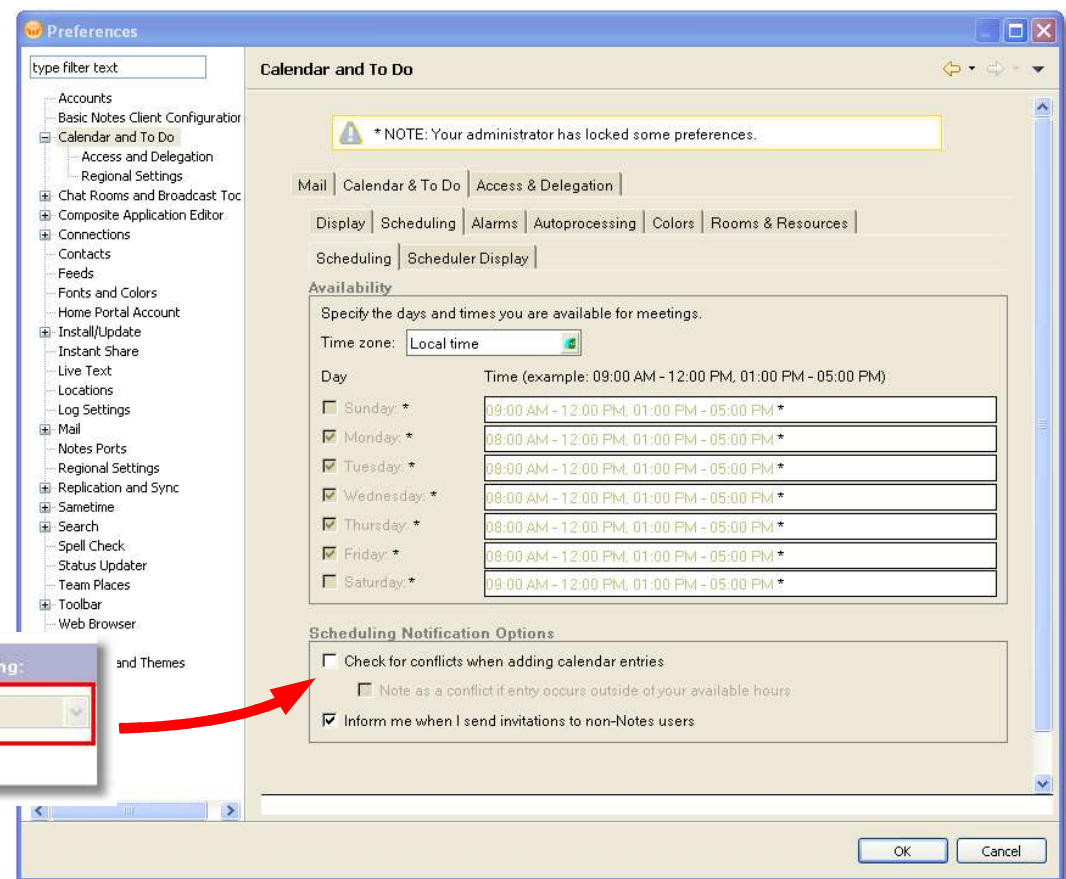 Preferences
type filter text
Calendar and To Do
Accounts
Basic Notes Client Configuration
Calendar and To Do
Access and Delegation
Regional Settings
Chat Rooms and Broadcast Too
Composite Application Editor
Connections
Contacts
Feeds
Fonts and Colors
Home Portal Account
Install/Update
Instant Share
Live Text
Locations
Log Settings
Mail
Notes Ports
Regional Settings
Replication and Sync
Sametime
Search
Spell Check
Status Updater
Team Places
Toolbar
Web Browser
and Themes
ng:
* NOTE: Your administrator has locked some preferences.
Mail Calendar & To Do Access & Delegation
Display Scheduling Alarms Autoprocessing Colors Rooms & Resources
Scheduling Scheduler Display
Availability
Specify the days and times you are available for meetings.
Time zone: Local time
Day Time (example: 09:00 AM - 12:00 PM, 01:00 PM - 05:00 PM)
Sunday: * 09:00 AM - 12:00 PM, 01:00 PM - 05:00 PM *
Monday: * 08:00 AM - 12:00 PM, 01:00 PM - 05:00 PM *
Tuesday: * 08:00 AM - 12:00 PM, 01:00 PM - 05:00 PM *
Wednesday: * 08:00 AM - 12:00 PM, 01:00 PM - 05:00 PM *
Thursday: * 08:00 AM - 12:00 PM, 01:00 PM - 05:00 PM *
Friday: * 08:00 AM - 12:00 PM, 01:00 PM - 05:00 PM *
Saturday: * 09:00 AM - 12:00 PM, 01:00 PM - 05:00 PM *
Scheduling Notification Options
Check for conflicts when adding calendar entries
Note as a conflict if entry occurs outside of your available hours
Inform me when I send invitations to non-Notes users
OK Cancel